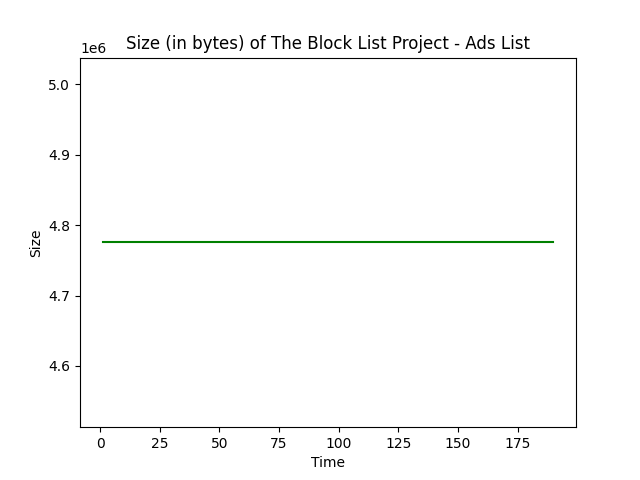 Size (in bytes) of The Block List Project - Ads List
1e6
5.0
4.9
4.8
4.7
4.6
Size
0 25 50 75 100 125 150 175
Time